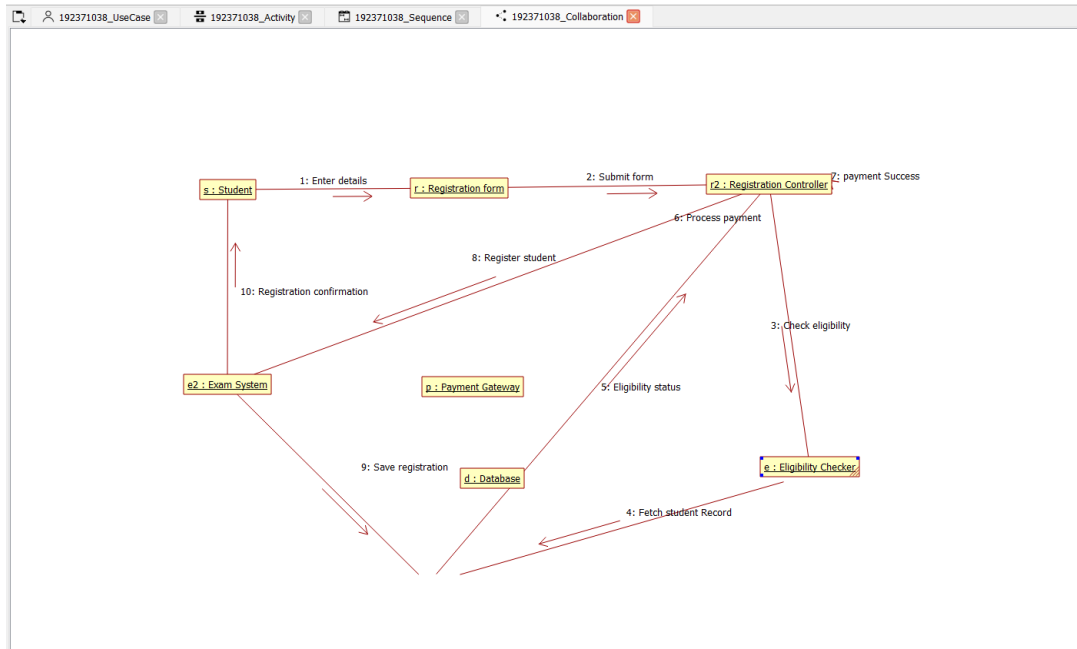 192371038_UseCase
192371038_Activity
192371038_Sequence
192371038_Collaboration
1: Enter details
2: Submit form
7: payment Success
s : Student
r : Registration form
r2 : Registration Controller
6: Process payment
8: Register student
10: Registration confirmation
3: Check eligibility
e2 : Exam System
p : Payment Gateway
5: Eligibility status
9: Save registration
d : Database
e : Eligibility Checker
4: Fetch student Record